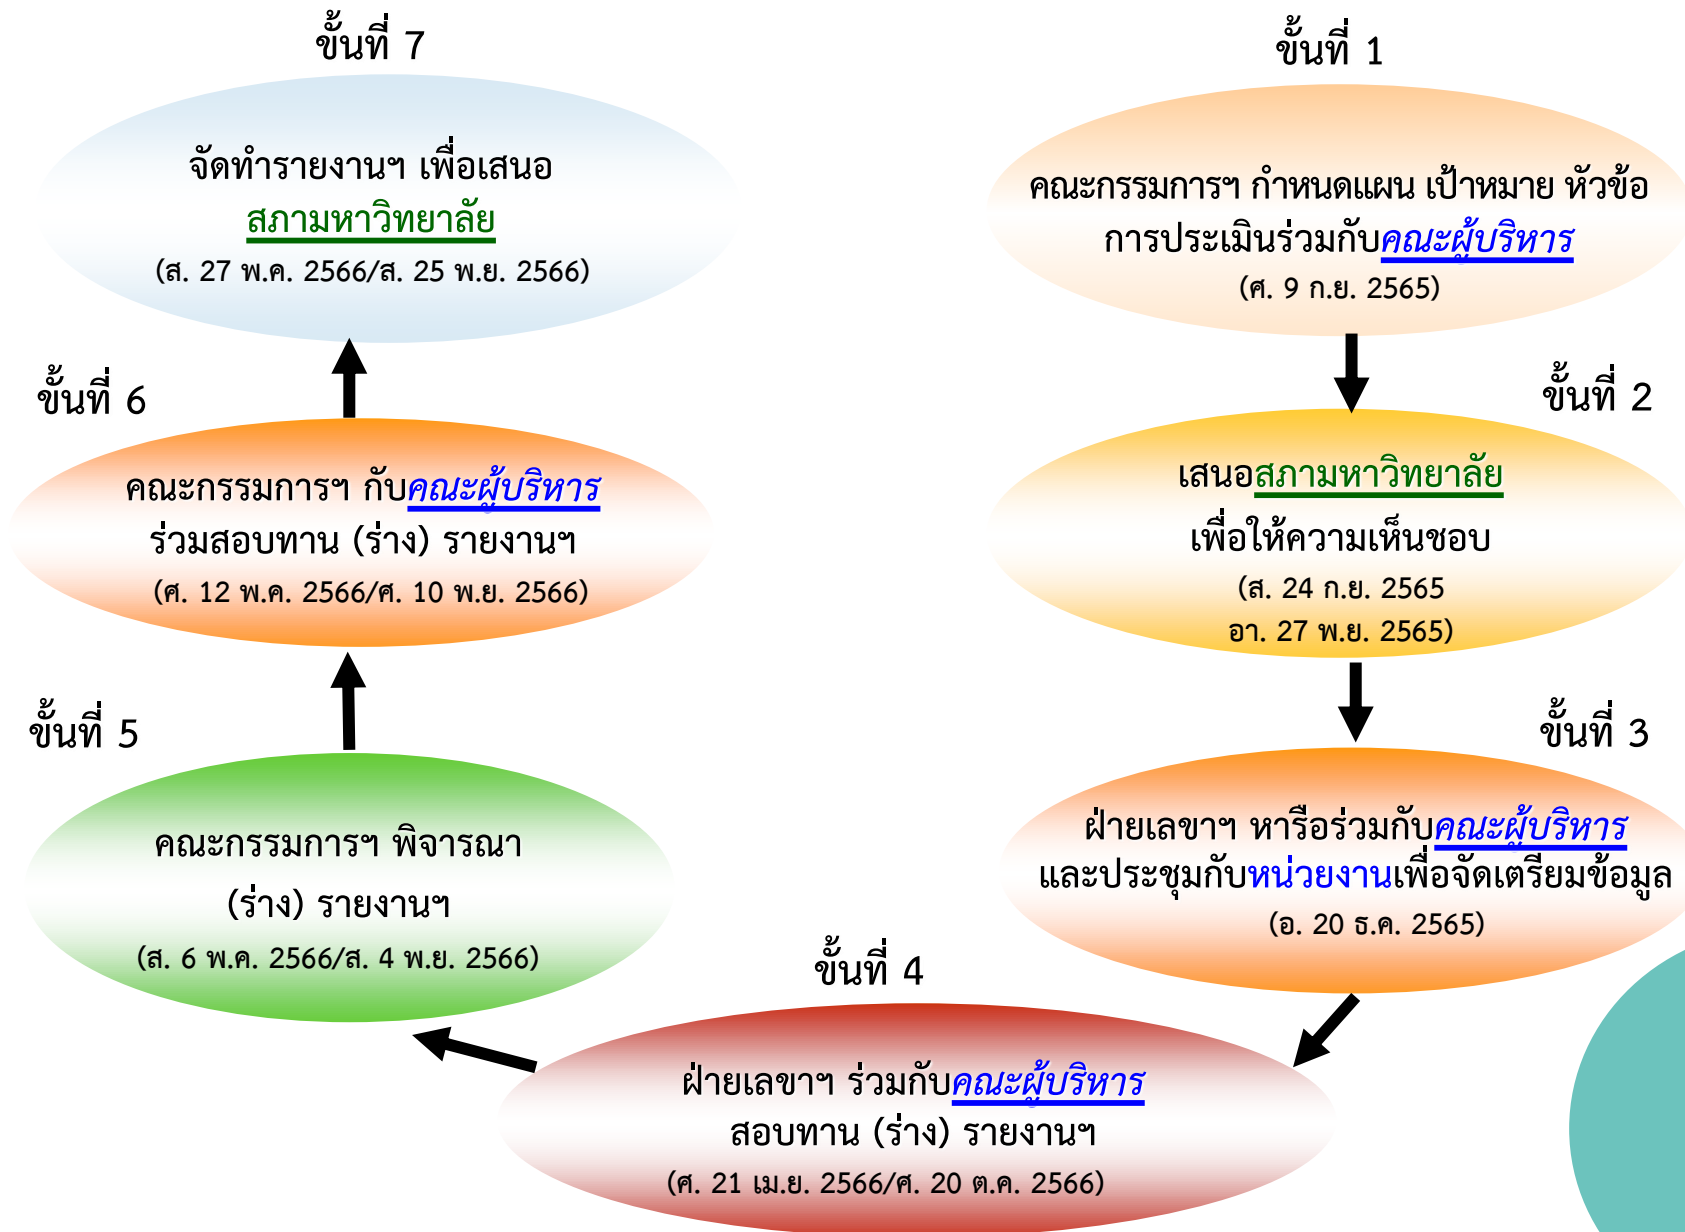 ขั้นที่ 1
คณะกรรมการฯ กำหนดแผน เป้าหมาย หัวข้อ
การประเมินร่วมกับคณะผู้บริหาร
(ศ. 9 ก.ย. 2565)
ขั้นที่ 2
เสนอสภามหาวิทยาลัย
เพื่อให้ความเห็นชอบ
(ส. 24 ก.ย. 2565
อา. 27 พ.ย. 2565)
ขั้นที่ 3
ฝ่ายเลขาฯ หารือร่วมกับคณะผู้บริหาร
และประชุมกับหน่วยงานเพื่อจัดเตรียมข้อมูล
(อ. 20 ธ.ค. 2565)
ขั้นที่ 4
ฝ่ายเลขาฯ ร่วมกับคณะผู้บริหาร
สอบทาน (ร่าง) รายงานฯ
(ศ. 21 เม.ย. 2566/ศ. 20 ต.ค. 2566)
ขั้นที่ 5
คณะกรรมการฯ พิจารณา
(ร่าง) รายงานฯ
(ส. 6 พ.ค. 2566/ส. 4 พ.ย. 2566)
ขั้นที่ 6
คณะกรรมการฯ กับคณะผู้บริหาร
ร่วมสอบทาน (ร่าง) รายงานฯ
(ศ. 12 พ.ค. 2566/ศ. 10 พ.ย. 2566)
ขั้นที่ 7
จัดทำรายงานฯ เพื่อเสนอ
สภามหาวิทยาลัย
(ส. 27 พ.ค. 2566/ส. 25 พ.ย. 2566)